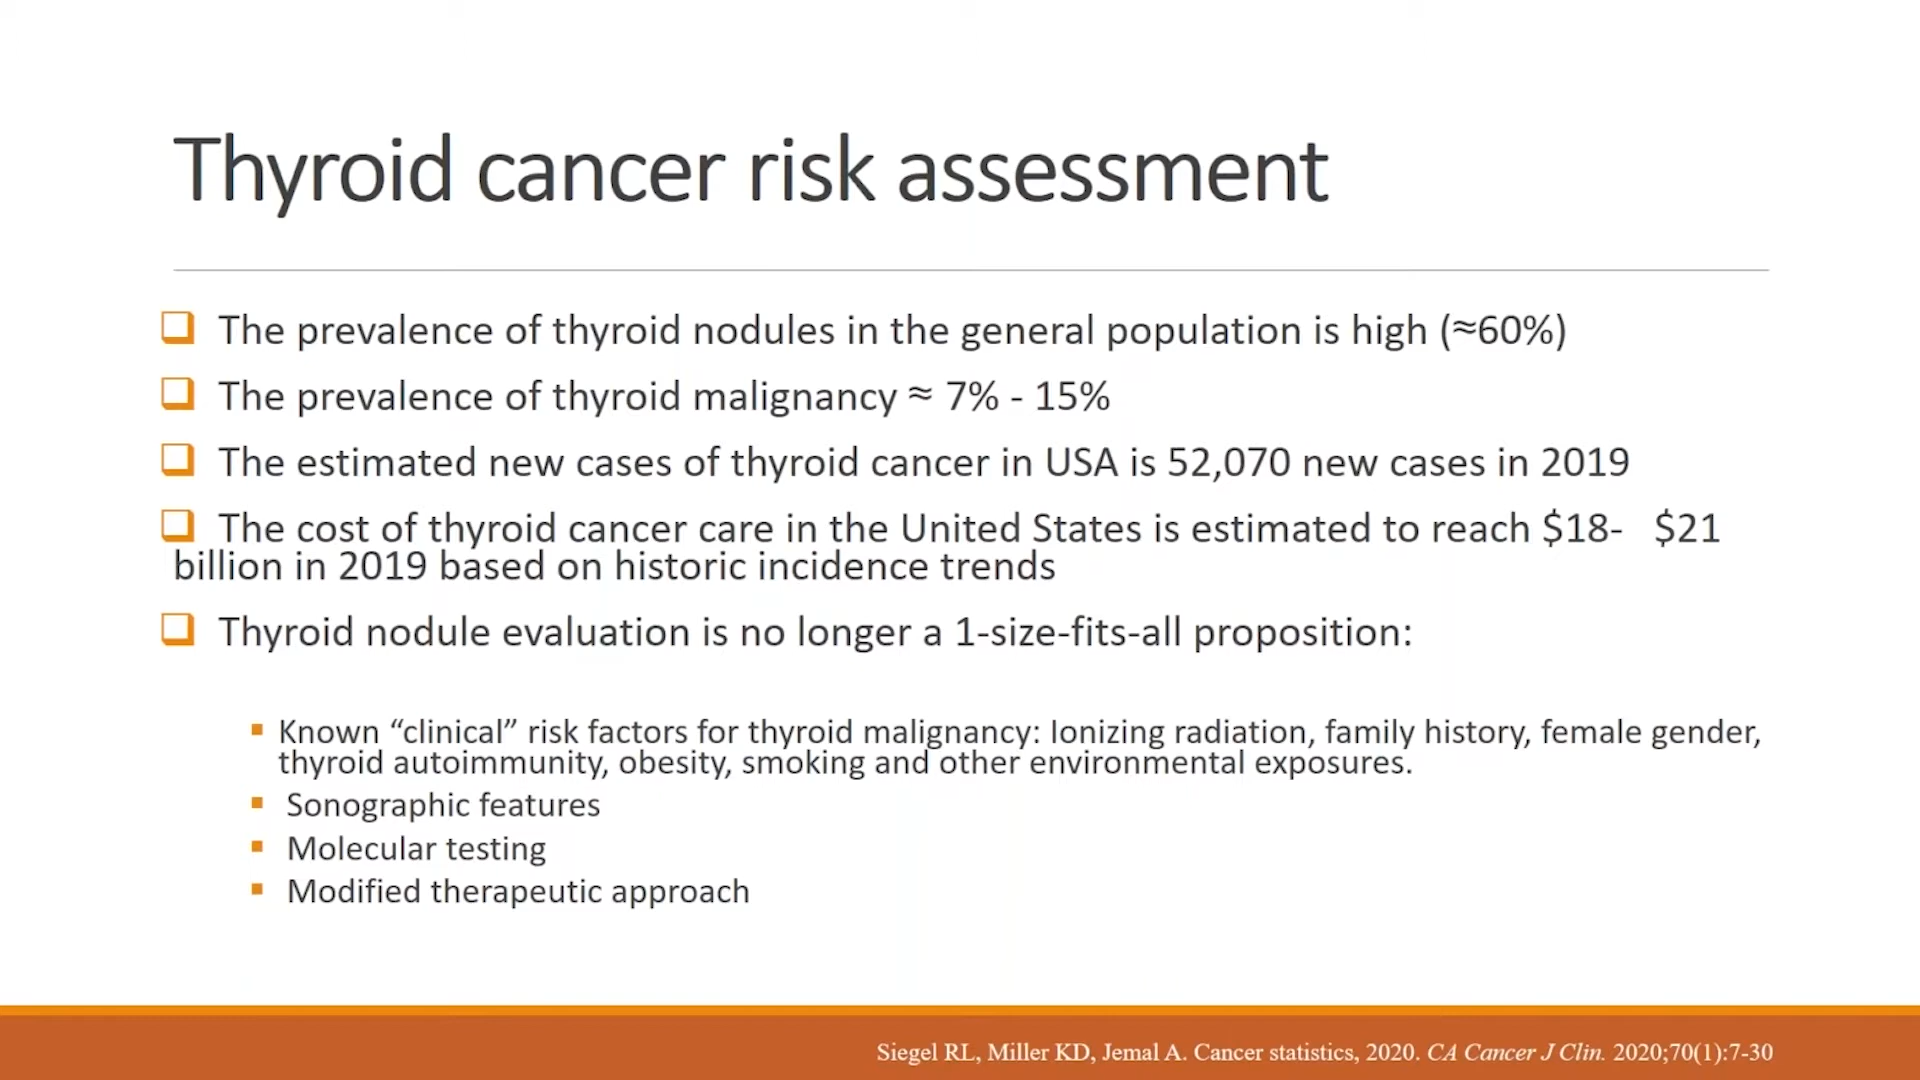 Thyroid cancer risk assessment
The prevalence of thyroid nodules in the general population is high (≈60%)
The prevalence of thyroid malignancy ≈ 7% - 15%
The estimated new cases of thyroid cancer in USA is 52,070 new cases in 2019
The cost of thyroid cancer care in the United States is estimated to reach $18- $21
billion in 2019 based on historic incidence trends
Thyroid nodule evaluation is no longer a 1-size-fits-all proposition:
Known “clinical” risk factors for thyroid malignancy: Ionizing radiation, family history, female gender,
thyroid autoimmunity, obesity, smoking and other environmental exposures.
Sonographic features
Molecular testing
Modified therapeutic approach
Siegel RL, Miller KD, Jemal A. Cancer statistics, 2020. CA Cancer J Clin. 2020;70(1):7-30